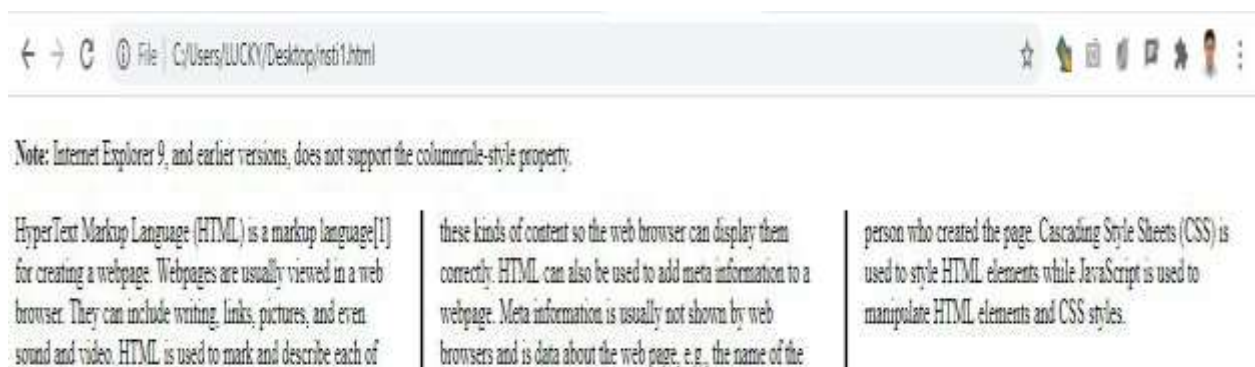 File C:/Users/LUCKY/Desktop/nsti1.html
Note: Internet Explorer 9, and earlier versions, does not support the columnrule-style property.
HyperText Markup Language (HTML) is a markup language[1]
for creating a webpage. Webpages are usually viewed in a web
browser. They can include writing, links, pictures, and even
sound and video. HTML is used to mark and describe each of
these kinds of content so the web browser can display them
correctly. HTML can also be used to add meta information to a
webpage. Meta information is usually not shown by web
browsers and is data about the web page, e.g., the name of the
person who created the page. Cascading Style Sheets (CSS) is
used to style HTML elements while JavaScript is used to
manipulate HTML elements and CSS styles.